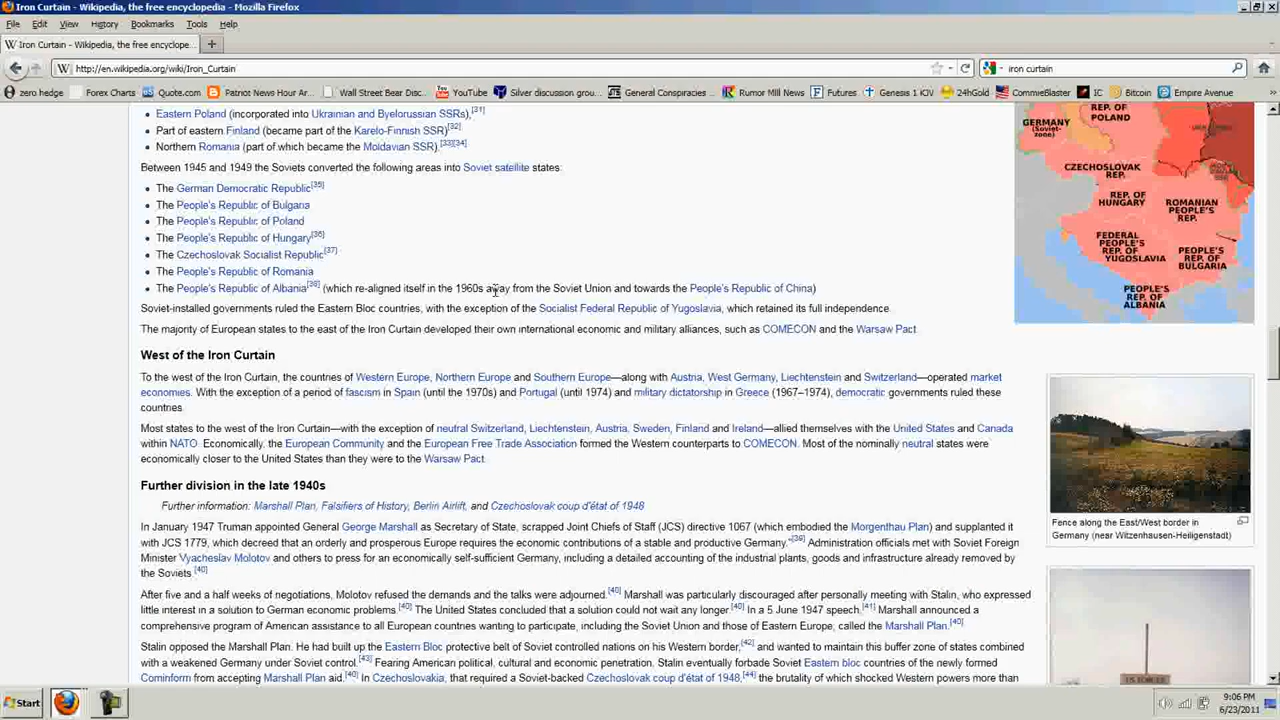 Iron Curtain - Wikipedia, the free encyclopedia - Mozilla Firefox
File Edit View History Bookmarks Tools Help
Iron Curtain - Wikipedia, the free encyclope...
http://en.wikipedia.org/wiki/Iron_Curtain
iron curtain
zero hedge Forex Charts Quote.com Patriot News Hour Ar... Wall Street Bear Disc... YouTube Silver discussion grou... General Conspiracies ... Rumor Mill News Futures Genesis 1 KJV 24hGold CommieBlaster IC Bitcoin Empire Avenue
Eastern Poland (incorporated into Ukrainian and Byelorussian SSRs),[31]
Part of eastern Finland (became part of the Karelo-Finnish SSR)[32]
Northern Romania (part of which became the Moldavian SSR).[33][34]
Between 1945 and 1949 the Soviets converted the following areas into Soviet satellite states:
The German Democratic Republic[35]
The People's Republic of Bulgaria
The People's Republic of Poland
The People's Republic of Hungary[36]
The Czechoslovak Socialist Republic[37]
The People's Republic of Romania
The People's Republic of Albania[38] (which re-aligned itself in the 1960s away from the Soviet Union and towards the People's Republic of China)
Soviet-installed governments ruled the Eastern Bloc countries, with the exception of the Socialist Federal Republic of Yugoslavia, which retained its full independence.
The majority of European states to the east of the Iron Curtain developed their own international economic and military alliances, such as COMECON and the Warsaw Pact.
West of the Iron Curtain
To the west of the Iron Curtain, the countries of Western Europe, Northern Europe and Southern Europe—along with Austria, West Germany, Liechtenstein and Switzerland—operated market
economies. With the exception of a period of fascism in Spain (until the 1970s) and Portugal (until 1974) and military dictatorship in Greece (1967–1974), democratic governments ruled these
countries.
Most states to the west of the Iron Curtain—with the exception of neutral Switzerland, Liechtenstein, Austria, Sweden, Finland and Ireland—allied themselves with the United States and Canada
within NATO. Economically, the European Community and the European Free Trade Association formed the Western counterparts to COMECON. Most of the nominally neutral states were
economically closer to the United States than they were to the Warsaw Pact.
Further division in the late 1940s
Further information: Marshall Plan, Falsifiers of History, Berlin Airlift, and Czechoslovak coup d'état of 1948
In January 1947 Truman appointed General George Marshall as Secretary of State, scrapped Joint Chiefs of Staff (JCS) directive 1067 (which embodied the Morgenthau Plan) and supplanted it
with JCS 1779, which decreed that an orderly and prosperous Europe requires the economic contributions of a stable and productive Germany."[39] Administration officials met with Soviet Foreign
Minister Vyacheslav Molotov and others to press for an economically self-sufficient Germany, including a detailed accounting of the industrial plants, goods and infrastructure already removed by
the Soviets.[40]
After five and a half weeks of negotiations, Molotov refused the demands and the talks were adjourned.[40] Marshall was particularly discouraged after personally meeting with Stalin, who expressed
little interest in a solution to German economic problems.[40] The United States concluded that a solution could not wait any longer.[40] In a 5 June 1947 speech,[41] Marshall announced a
comprehensive program of American assistance to all European countries wanting to participate, including the Soviet Union and those of Eastern Europe, called the Marshall Plan.[40]
Stalin opposed the Marshall Plan. He had built up the Eastern Bloc protective belt of Soviet controlled nations on his Western border,[42] and wanted to maintain this buffer zone of states combined
with a weakened Germany under Soviet control.[43] Fearing American political, cultural and economic penetration, Stalin eventually forbade Soviet Eastern bloc countries of the newly formed
Cominform from accepting Marshall Plan aid.[40] In Czechoslovakia, that required a Soviet-backed Czechoslovak coup d'état of 1948,[44] the brutality of which shocked Western powers more than
REP. OF
POLAND
GERMANY
(Soviet-
zone)
CZECHOSLOVAK
REP.
REP. OF
HUNGARY
ROMANIAN
PEOPLE'S
REP.
FEDERAL
PEOPLE'S
REP. OF
YUGOSLAVIA
PEOPLE'S
REP. OF
BULGARIA
PEOPLE'S
REP. OF
ALBANIA
Fence along the East/West border in
Germany (near Witzenhausen-Heiligenstadt)
Start
9:06 PM
6/23/2011